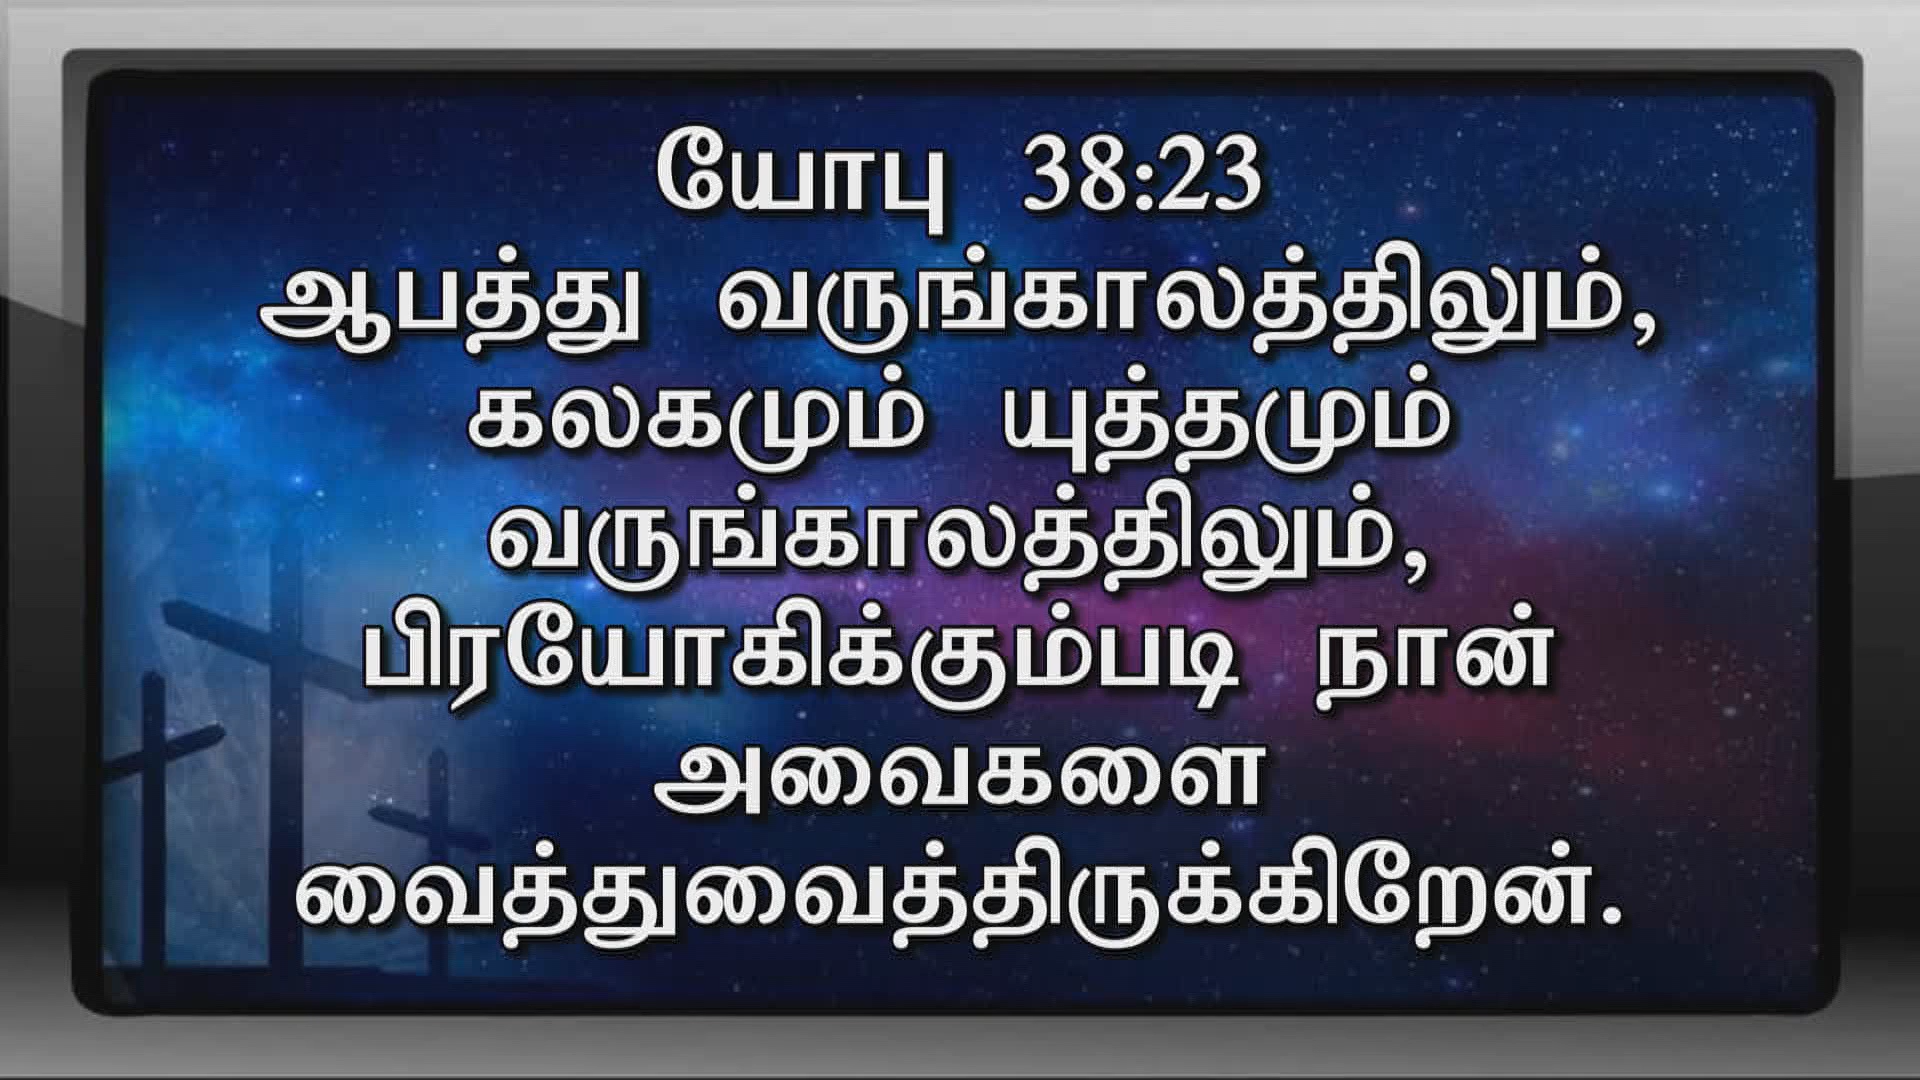 யோபு 38:23
ஆபத்து வருங்காலத்திலும்,
கலகமும் யுத்தமும்
வருங்காலத்திலும்,
பிரயோகிக்கும்படி நான்
அவைகளை
வைத்துவைத்திருக்கிறேன்.